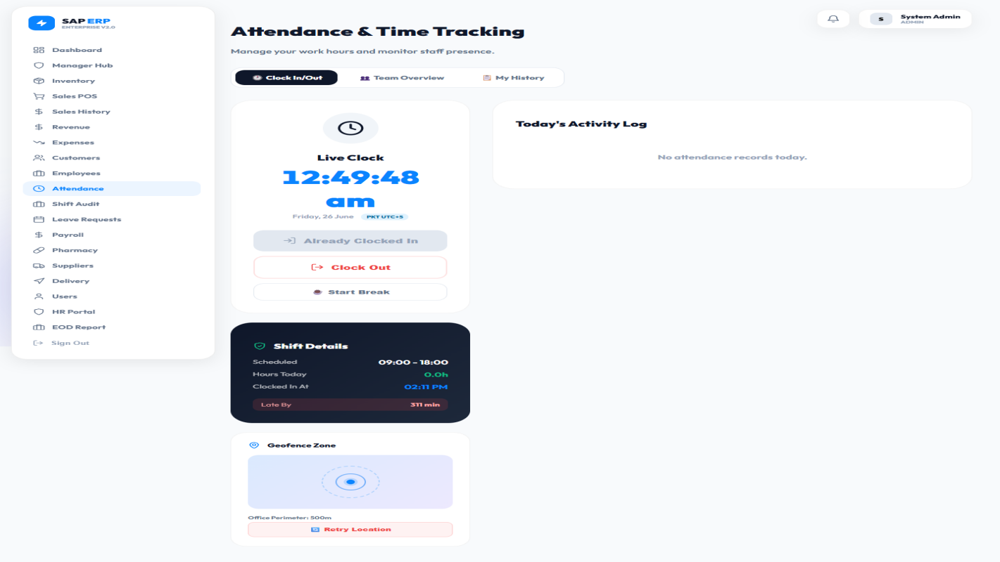 SAP ERP
ENTERPRISE V2.0
Dashboard
Manager Hub
Inventory
Sales POS
Sales History
Revenue
Expenses
Customers
Employees
Attendance
Shift Audit
Leave Requests
Payroll
Pharmacy
Suppliers
Delivery
Users
HR Portal
EOD Report
Sign Out
S
System Admin
ADMIN
Attendance & Time Tracking
Manage your work hours and monitor staff presence.
Clock In/Out
Team Overview
My History
Live Clock
12:49:48
am
Friday, 26 June
PKT UTC+5
Already Clocked In
Clock Out
Start Break
Shift Details
Scheduled 09:00 - 18:00
Hours Today 0.0h
Clocked In At 02:11 PM
Late By 311 min
Geofence Zone
Office Perimeter: 500m
Retry Location
Today's Activity Log
No attendance records today.